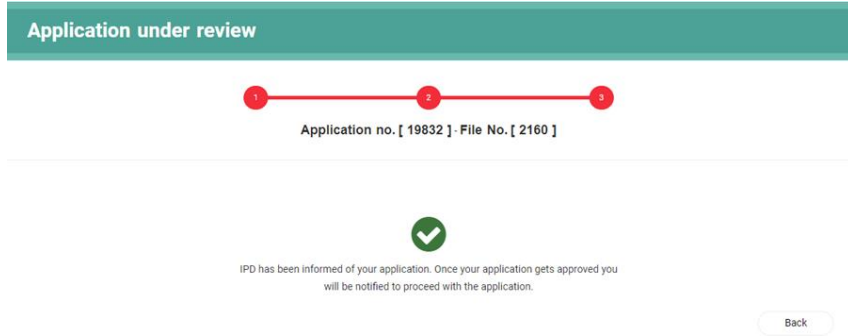 Application under review
1 2 3
Application no. [ 19832 ] - File No. [ 2160 ]
IPD has been informed of your application. Once your application gets approved you
will be notified to proceed with the application.
Back